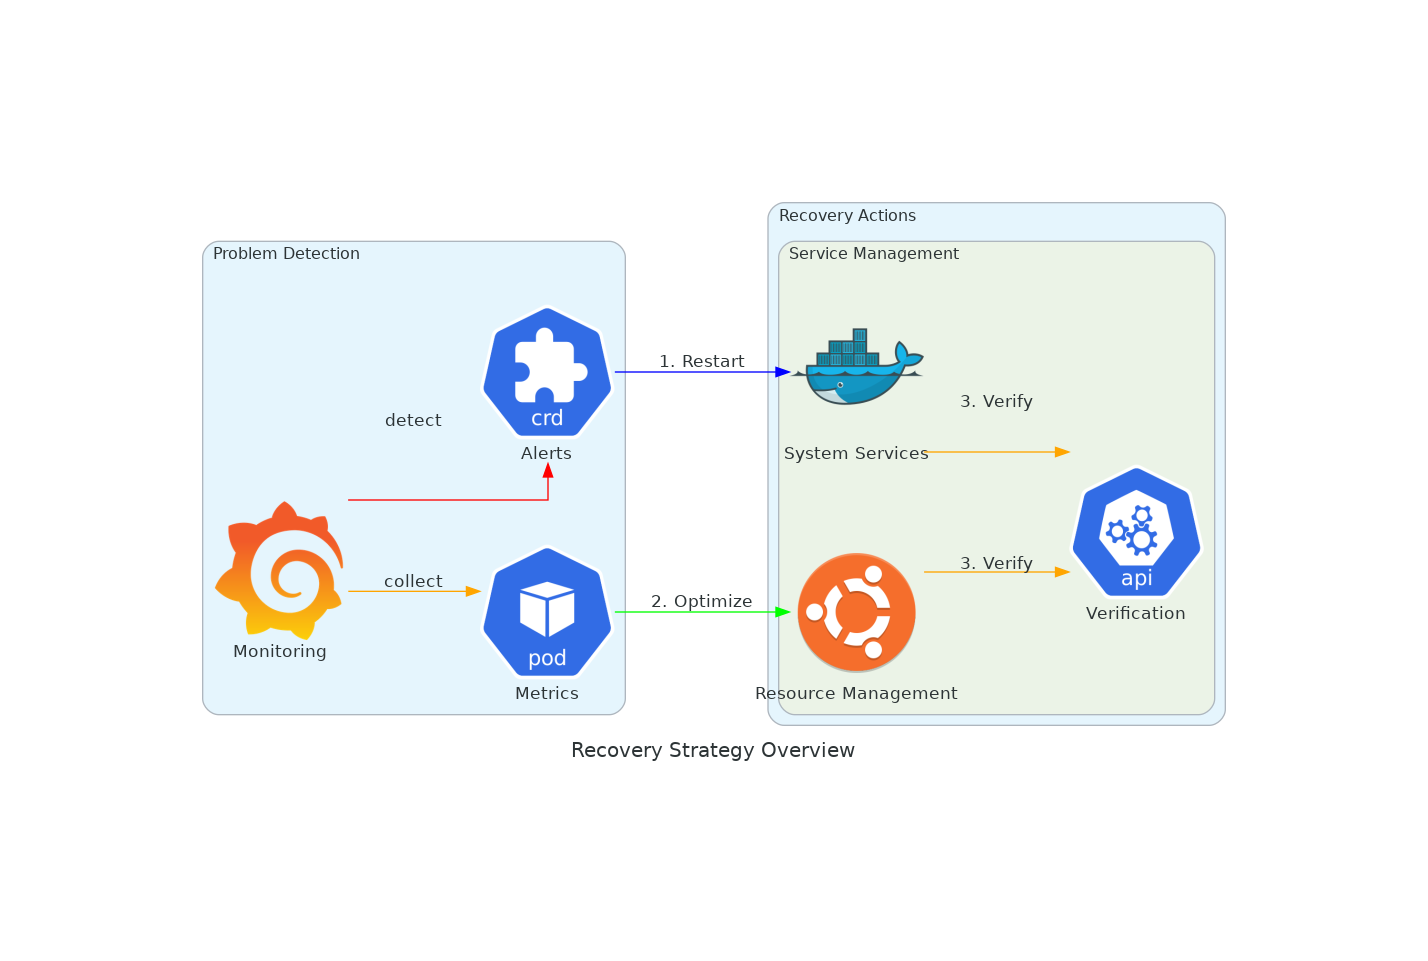 Recovery Actions
Problem Detection
Service Management
1. Restart
3. Verify
crd
detect
Alerts
System Services
3. Verify
api
collect
2. Optimize
Verification
Monitoring
pod
Metrics
Resource Management
Recovery Strategy Overview